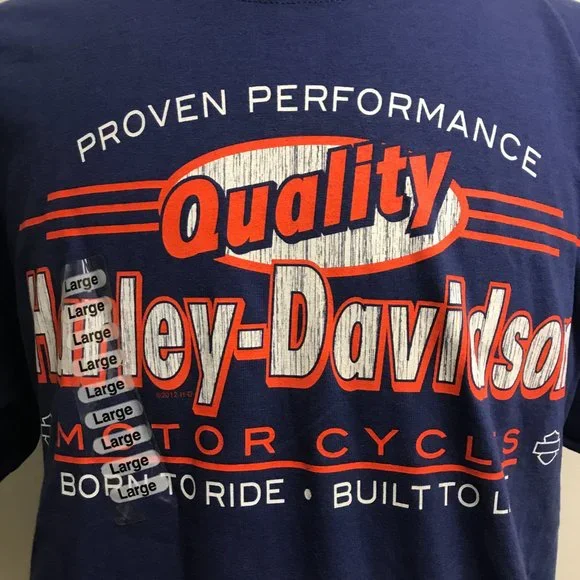 PROVEN PERFORMANCE
Quality
Harley-Davidson
©2012 H-D
MOTOR CYCLES
BORN TO RIDE • BUILT TO L
Large
Large
Large
Large
Large
Large
Large
Large
Large